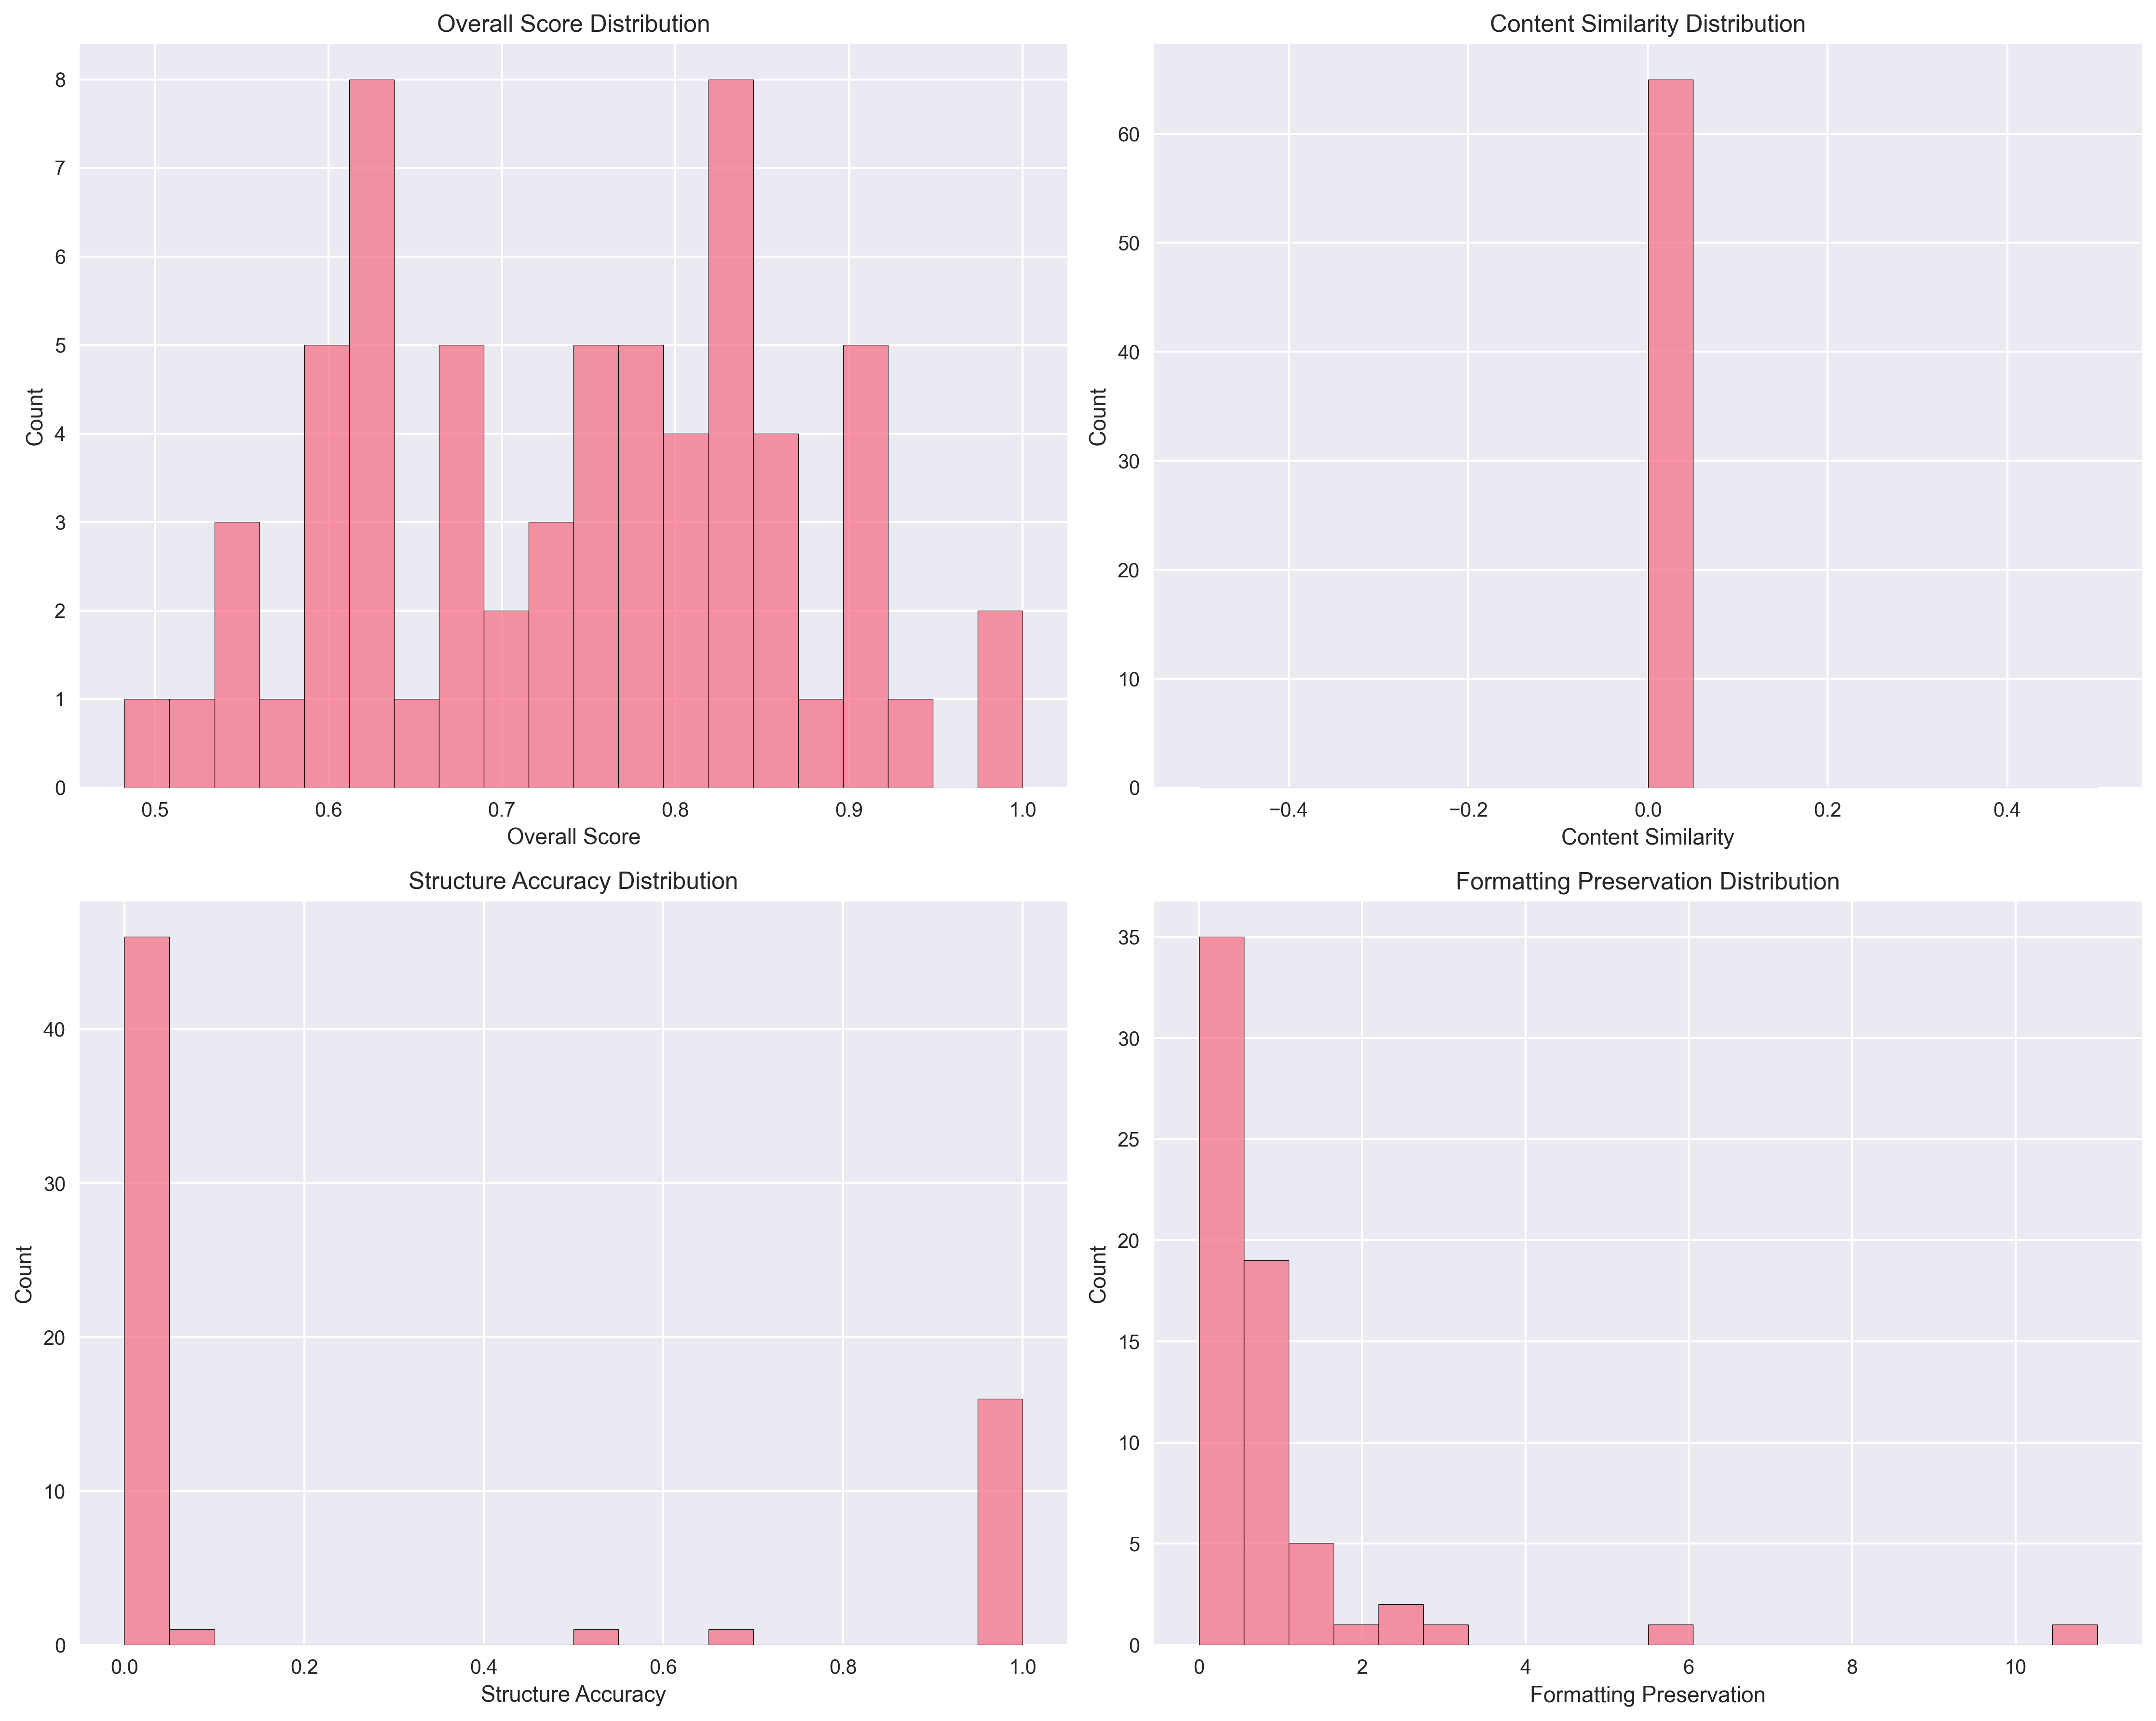 Overall Score Distribution
Count
8
7
6
5
4
3
2
1
0
0.5 0.6 0.7 0.8 0.9 1.0
Overall Score
Content Similarity Distribution
Count
60
50
40
30
20
10
0
−0.4 −0.2 0.0 0.2 0.4
Content Similarity
Structure Accuracy Distribution
Count
40
30
20
10
0
0.0 0.2 0.4 0.6 0.8 1.0
Structure Accuracy
Formatting Preservation Distribution
Count
35
30
25
20
15
10
5
0
0 2 4 6 8 10
Formatting Preservation